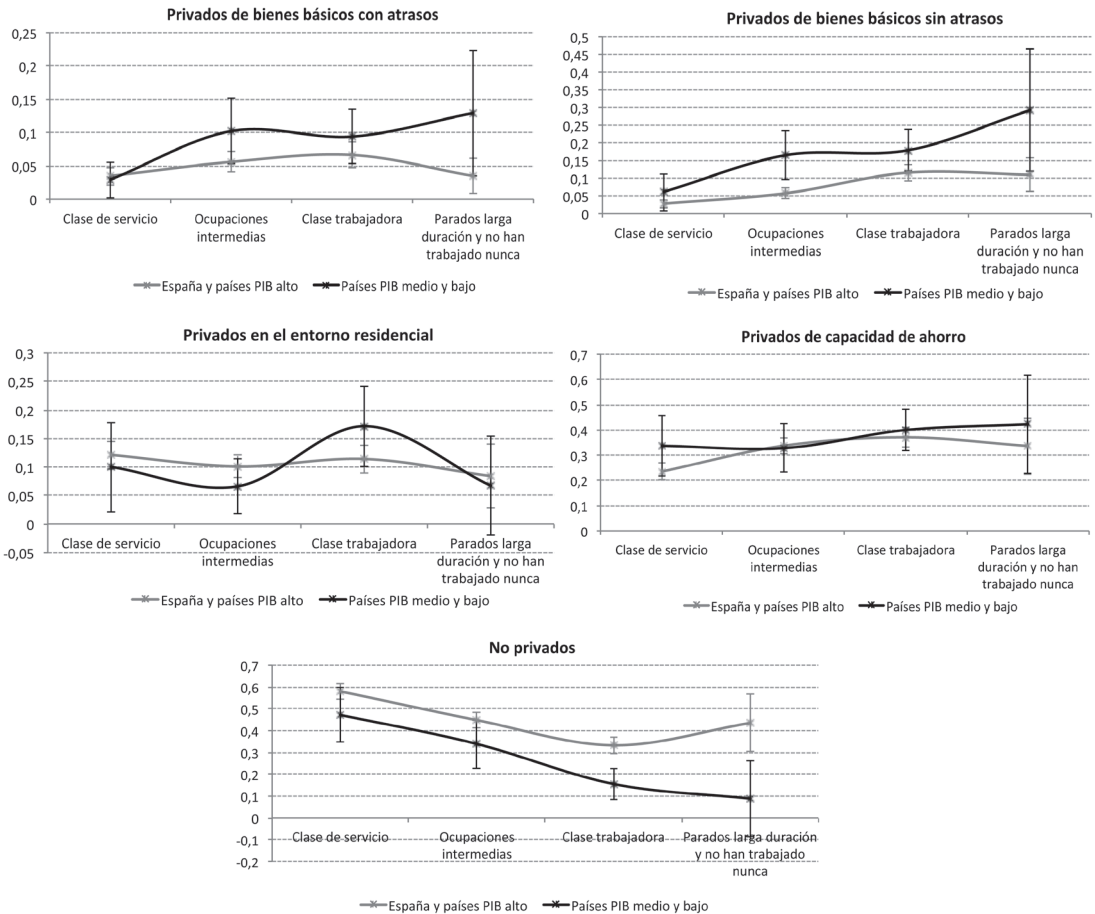 Privados de bienes básicos con atrasos
0,25
0,2
0,15
0,1
0,05
0
Clase de servicio
Ocupaciones
intermedias
Clase trabajadora
Parados larga
duración y no han
trabajado nunca
España y países PIB alto
Países PIB medio y bajo
Privados de bienes básicos sin atrasos
0,5
0,45
0,4
0,35
0,3
0,25
0,2
0,15
0,1
0,05
0
Clase de servicio
Ocupaciones
intermedias
Clase trabajadora
Parados larga
duración y no han
trabajado nunca
España y países PIB alto
Países PIB medio y bajo
Privados en el entorno residencial
0,3
0,25
0,2
0,15
0,1
0,05
0
-0,05
Clase de servicio
Ocupaciones
intermedias
Clase trabajadora
Parados larga
duración y no han
trabajado nunca
España y países PIB alto
Países PIB medio y bajo
Privados de capacidad de ahorro
0,7
0,6
0,5
0,4
0,3
0,2
0,1
0
Clase de servicio
Ocupaciones
intermedias
Clase trabajadora
Parados larga
duración y no han
trabajado nunca
España y países PIB alto
Países PIB medio y bajo
No privados
0,7
0,6
0,5
0,4
0,3
0,2
0,1
0
-0,1
-0,2
Clase de servicio
Ocupaciones
intermedias
Clase trabajadora
Parados larga duración
y no han trabajado
nunca
España y países PIB alto
Países PIB medio y bajo